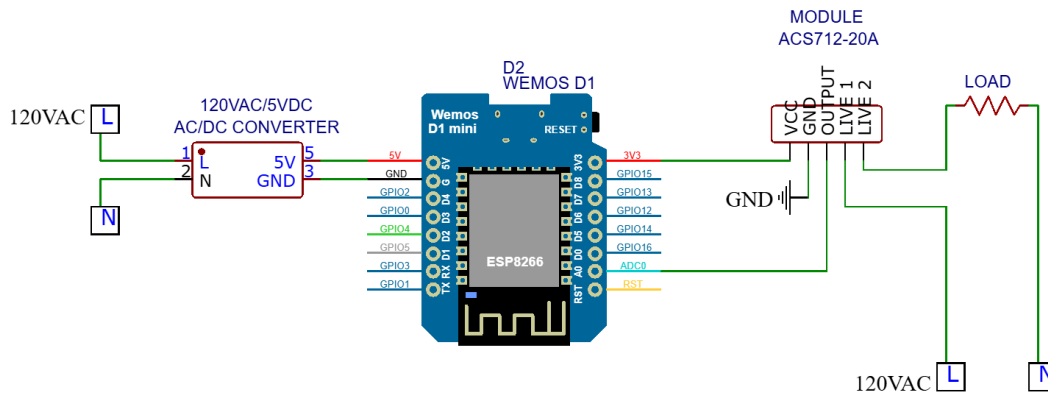 MODULE
ACS712-20A
D2
WEMOS D1
LOAD
120VAC
L
120VAC/5VDC
AC/DC CONVERTER
Wemos
D1 mini
RESET
VCC
GND
OUTPUT
LIVE 1
LIVE 2
1
L
5V
5
2
N
GND
3
N
5V
GND
GPIO2
GPIO0
GPIO4
GPIO5
GPIO3
GPIO1
5V
G
D4
D3
D2
D1
RX
TX
ESP8266
3V3
D8
D7
D6
D5
D0
A0
RST
3V3
GPIO15
GPIO13
GPIO12
GPIO14
GPIO16
ADC0
RST
GND
120VAC
L
N